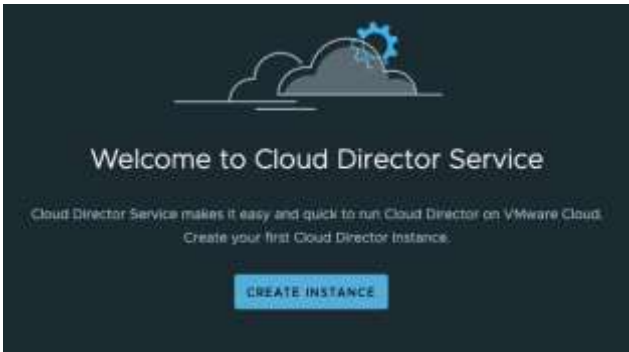 Welcome to Cloud Director Service
Cloud Director Service makes it easy and quick to run Cloud Director on VMware Cloud.
Create your first Cloud Director Instance.
CREATE INSTANCE